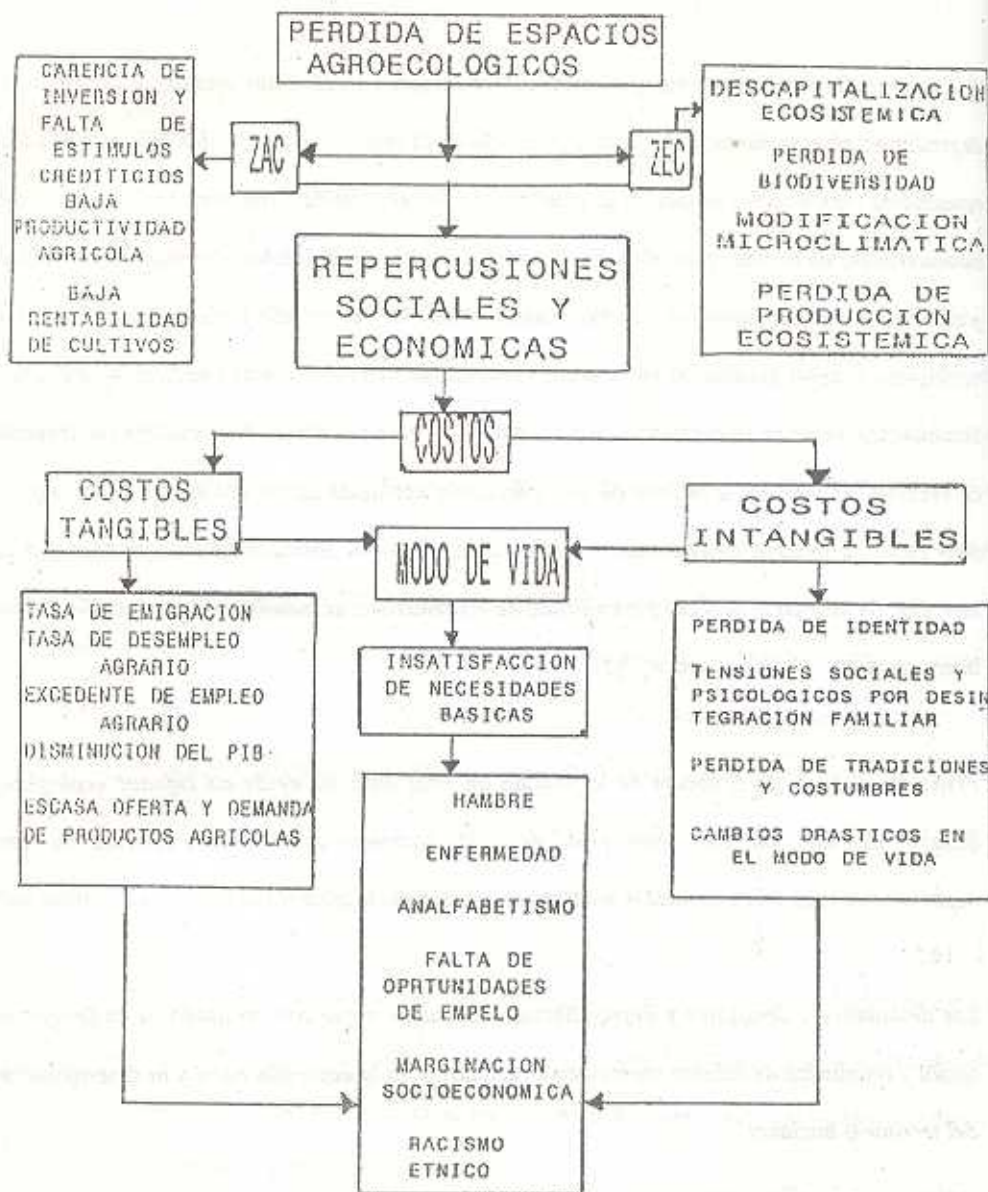 PERDIDA DE ESPACIOS
AGROECOLOGICOS
CARENCIA DE
INVERSION Y
FALTA DE
ESTIMULOS
CREDITICIOS
BAJA
PRODUCTIVIDAD
AGRICOLA
BAJA
RENTABILIDAD
DE CULTIVOS
ZAC
ZEC
DESCAPITALIZACION
ECOSISTEMICA
PERDIDA DE
BIODIVERSIDAD
MODIFICACION
MICROCLIMATICA
PERDIDA DE
PRODUCCION
ECOSISTEMICA
REPERCUSIONES
SOCIALES Y
ECONOMICAS
COSTOS
COSTOS
TANGIBLES
MODO DE VIDA
COSTOS
INTANGIBLES
TASA DE EMIGRACION
TASA DE DESEMPLEO
AGRARIO
EXCEDENTE DE EMPLEO
AGRARIO
DISMINUCION DEL PIB
ESCASA OFERTA Y DEMANDA
DE PRODUCTOS AGRICOLAS
INSATISFACCION
DE NECESIDADES
BASICAS
HAMBRE
ENFERMEDAD
ANALFABETISMO
FALTA DE
OPRTUNIDADES
DE EMPELO
MARGINACION
SOCIOECONOMICA
RACISMO
ETNICO
PERDIDA DE IDENTIDAD
TENSIONES SOCIALES Y
PSICOLOGICOS POR DESIN
TEGRACIÓN FAMILIAR
PERDIDA DE TRADICIONES
Y COSTUMBRES
CAMBIOS DRASTICOS EN
EL MODO DE VIDA